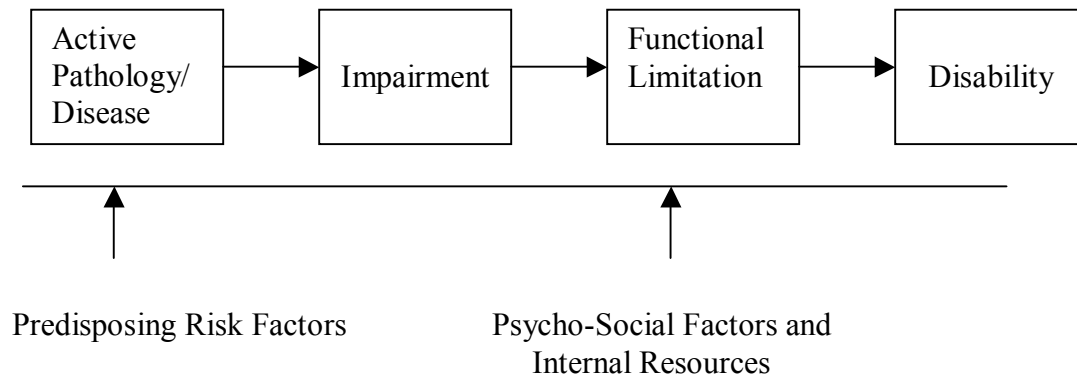 Active
Pathology/
Disease
Impairment
Functional
Limitation
Disability
Predisposing Risk Factors
Psycho-Social Factors and
Internal Resources